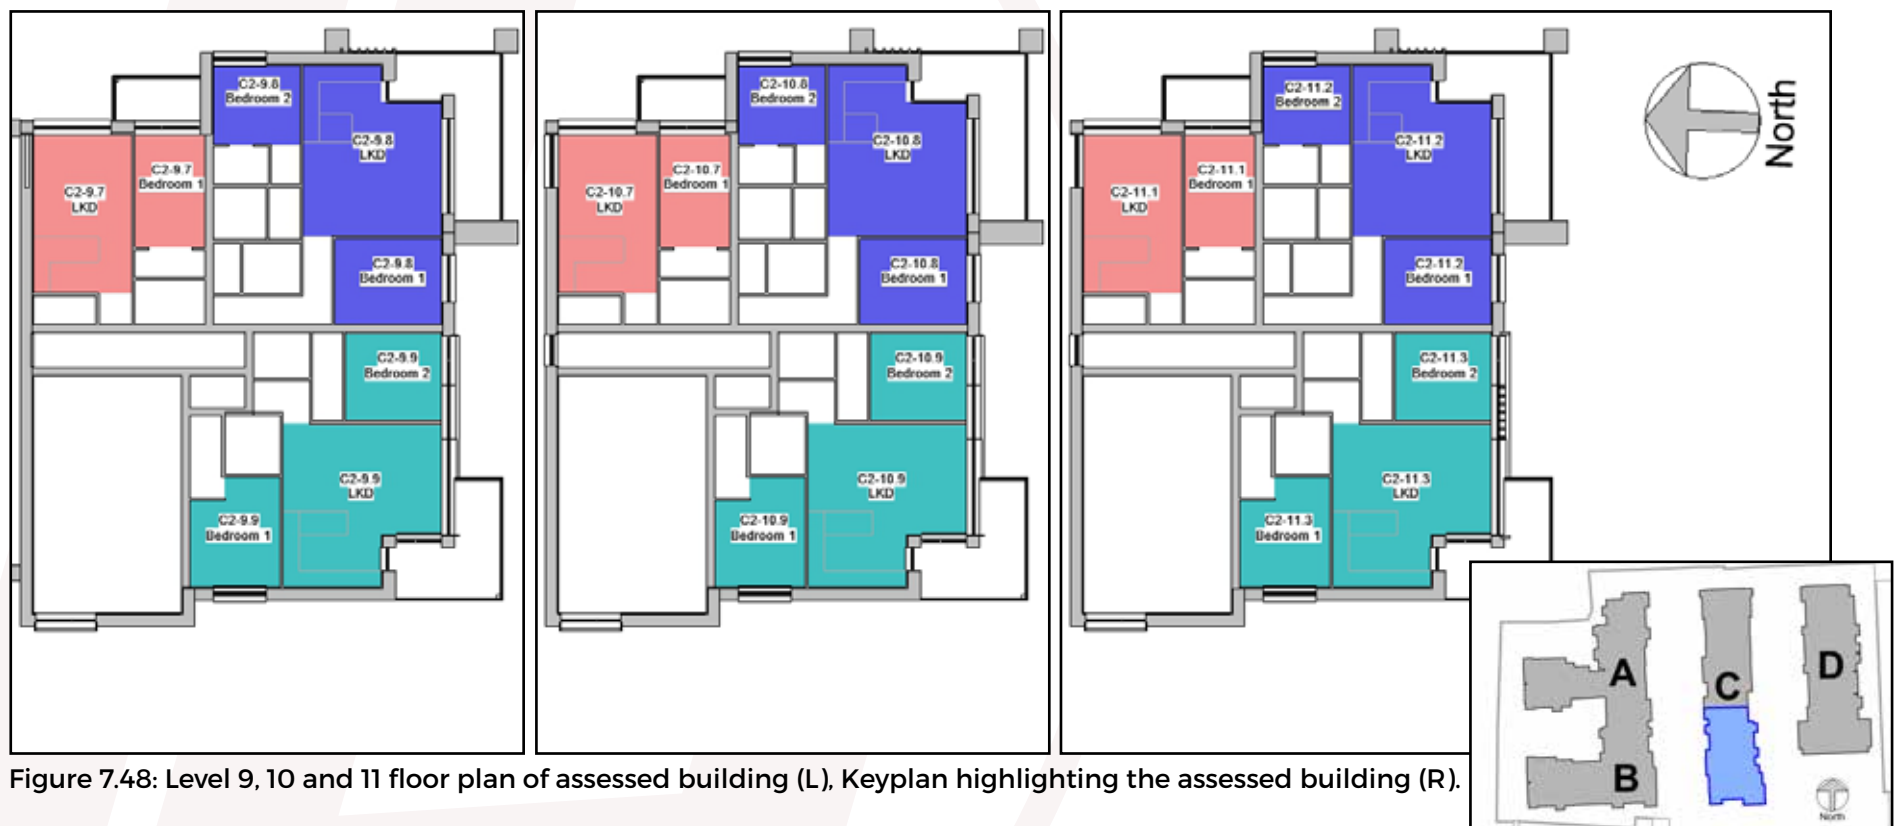 C2-9.8
Bedroom 2
C2-9.8
LKD
C2-9.7
Bedroom 1
C2-9.7
LKD
C2-9.8
Bedroom 1
C2-9.9
Bedroom 2
C2-9.9
LKD
C2-9.9
Bedroom 1
C2-10.8
Bedroom 2
C2-10.8
LKD
C2-10.7
Bedroom 1
C2-10.7
LKD
C2-10.8
Bedroom 1
C2-10.9
Bedroom 2
C2-10.9
LKD
C2-10.9
Bedroom 1
C2-11.2
Bedroom 2
C2-11.2
LKD
C2-11.1
Bedroom 1
C2-11.1
LKD
C2-11.2
Bedroom 1
C2-11.3
Bedroom 2
C2-11.3
LKD
C2-11.3
Bedroom 1
North
A
B
C
D
North
Figure 7.48: Level 9, 10 and 11 floor plan of assessed building (L), Keyplan highlighting the assessed building (R).